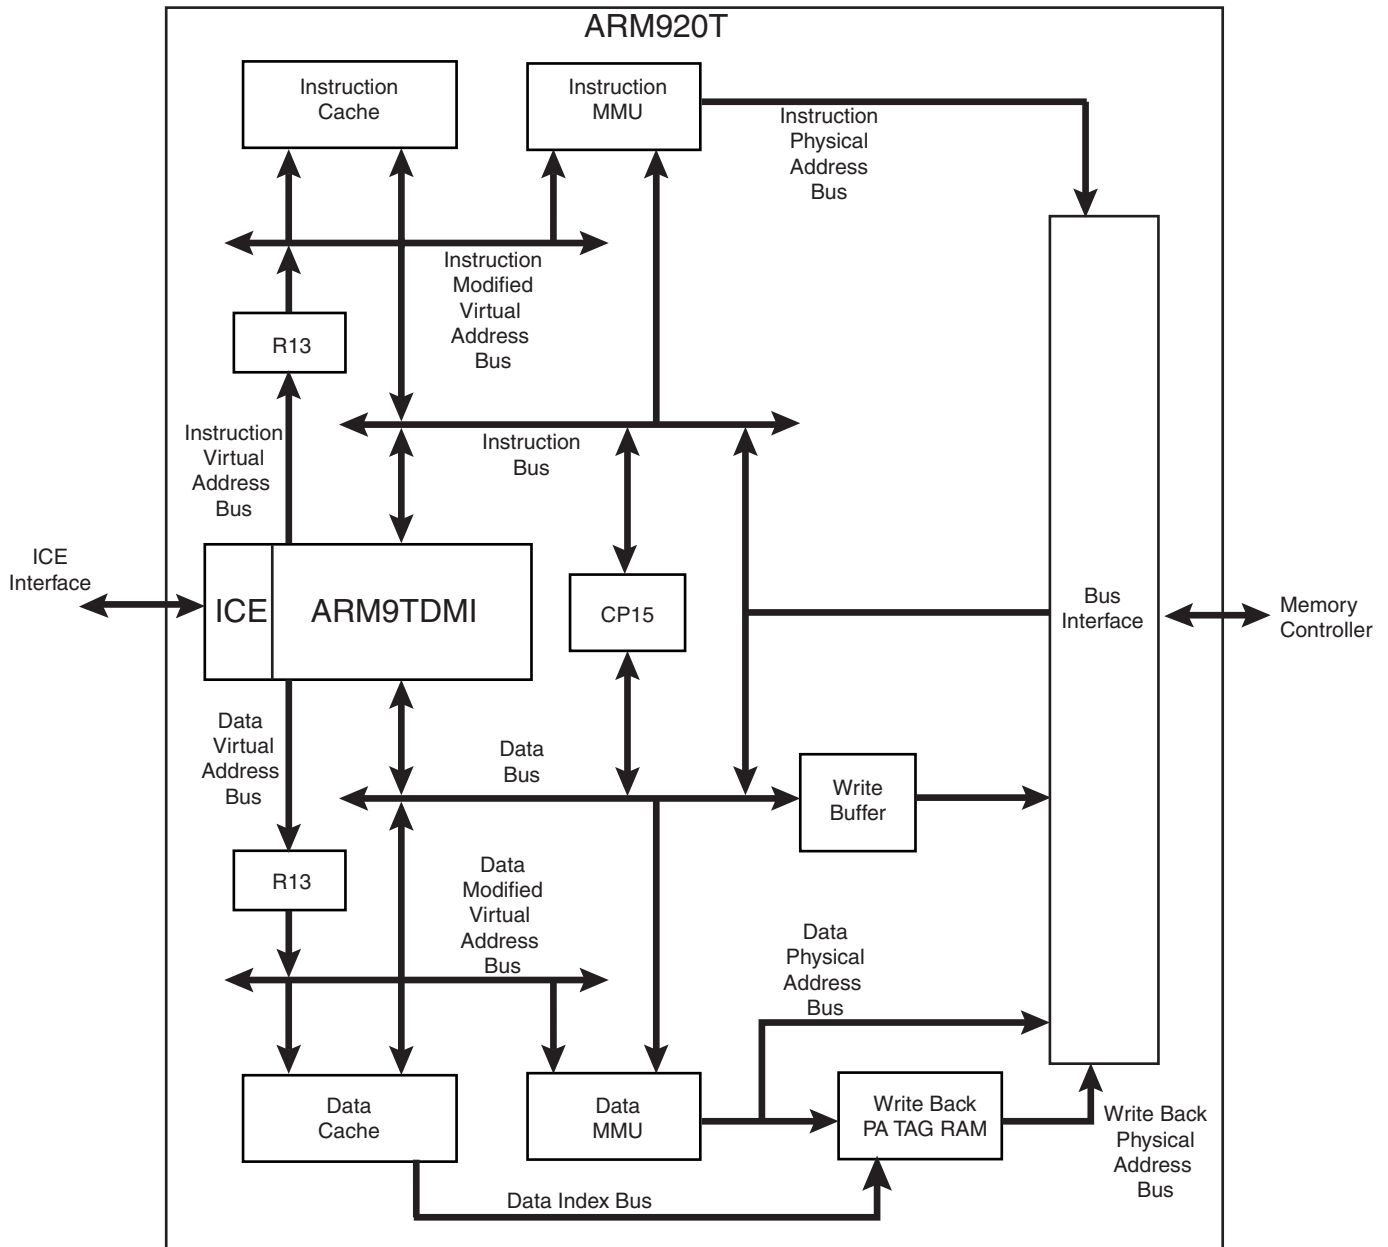 ARM920T
Instruction
Cache
Instruction
MMU
Instruction
Physical
Address
Bus
Instruction
Modified
Virtual
Address
Bus
R13
Instruction
Virtual
Address
Bus
Instruction
Bus
ICE
Interface
ICE
ARM9TDMI
CP15
Bus
Interface
Memory
Controller
Data
Virtual
Address
Bus
Data
Bus
Write
Buffer
R13
Data
Modified
Virtual
Address
Bus
Data
Physical
Address
Bus
Data
Cache
Data
MMU
Write Back
PA TAG RAM
Write Back
Physical
Address
Bus
Data Index Bus